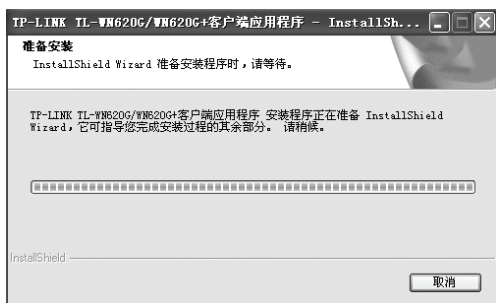 TP-LINK TL-WN620G/WN620G+客户端应用程序 - InstallSh...
准备安装
InstallShield Wizard 准备安装程序时，请等待。
TP-LINK TL-WN620G/WN620G+客户端应用程序 安装程序正在准备 InstallShield
Wizard，它可指导您完成安装过程的其余部分。 请稍候。
InstallShield
取消